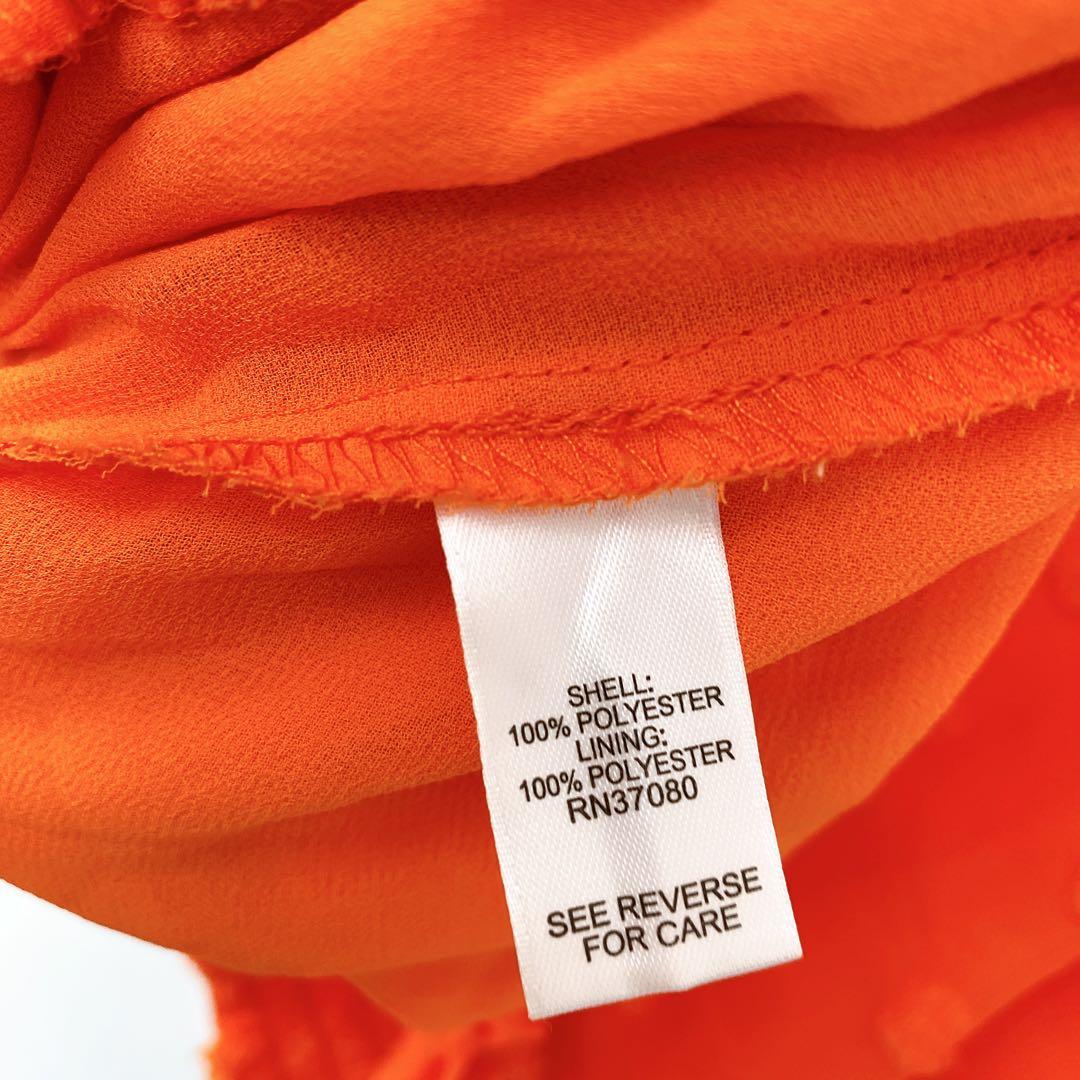 SHELL:
100% POLYESTER
LINING:
100% POLYESTER
RN37080
SEE REVERSE
FOR CARE